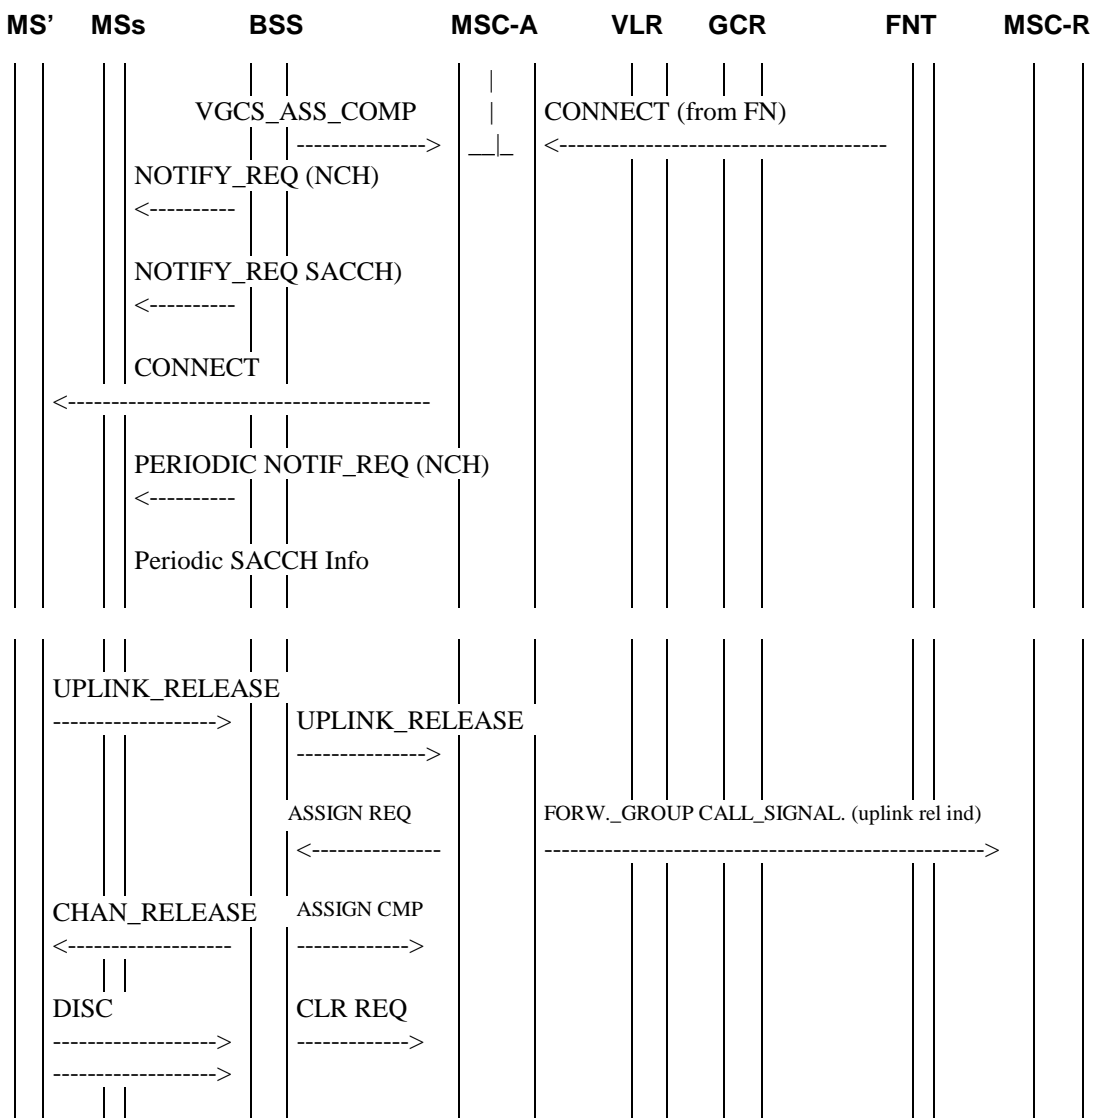 MS’ MSs BSS MSC-A VLR GCR FNT MSC-R
VGCS_ASS_COMP | CONNECT (from FN)
---------------> __|_ <--------------------------------------
NOTIFY_REQ (NCH)
<----------
NOTIFY_REQ SACCH)
<----------
CONNECT
<------------------------------------------
PERIODIC NOTIF_REQ (NCH)
<----------
Periodic SACCH Info
UPLINK_RELEASE
-------------------> UPLINK_RELEASE
--------------->
ASSIGN REQ FORW._GROUP CALL_SIGNAL. (uplink rel ind)
<--------------- --------------------------------------------------->
CHAN_RELEASE ASSIGN CMP
<------------------- ------------->
DISC CLR REQ
-------------------> ------------->
------------------->